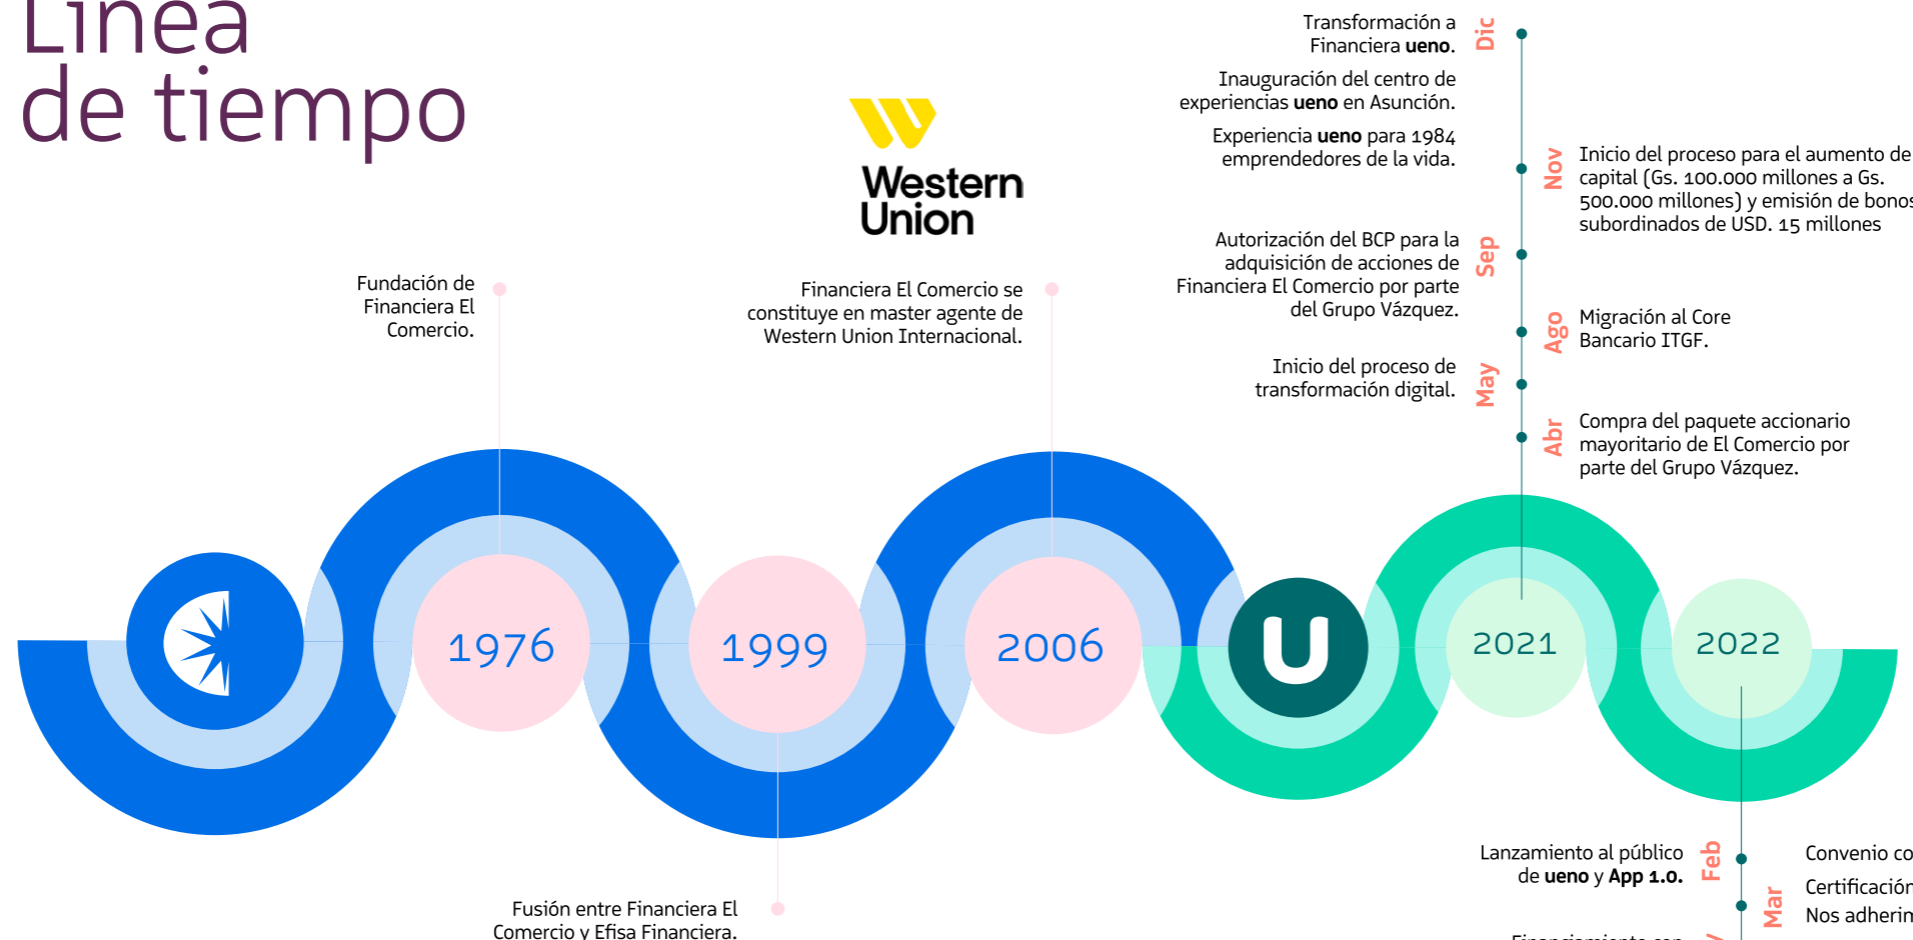 Línea
de tiempo
Western
Union
Fundación de
Financiera El
Comercio.
Financiera El Comercio se
constituye en master agente de
Western Union Internacional.
Transformación a
Financiera ueno.
Inauguración del centro de
experiencias ueno en Asunción.
Experiencia ueno para 1984
emprendedores de la vida.
Dic
Nov
Inicio del proceso para el aumento de
capital (Gs. 100.000 millones a Gs.
500.000 millones) y emisión de bonos
subordinados de USD. 15 millones
Autorización del BCP para la
adquisición de acciones de
Financiera El Comercio por parte
del Grupo Vázquez.
Sep
Ago
Migración al Core
Bancario ITGF.
Inicio del proceso de
transformación digital.
May
Abr
Compra del paquete accionario
mayoritario de El Comercio por
parte del Grupo Vázquez.
1976
1999
2006
U
2021
2022
Fusión entre Financiera El
Comercio y Efisa Financiera.
Lanzamiento al público
de ueno y App 1.0.
Feb
Convenio
Mar
Certificación
Nos